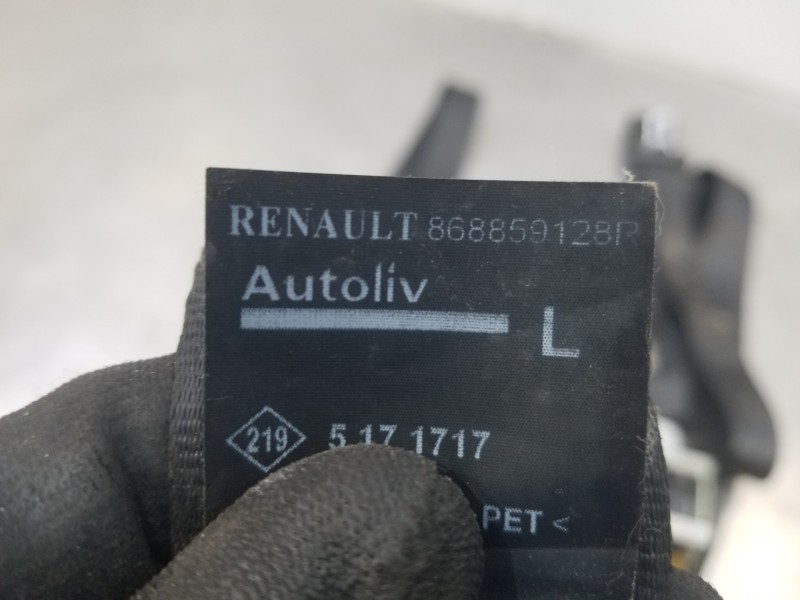 RENAULT 868859128R
Autoliv
L
219 5 17 1717
PET <